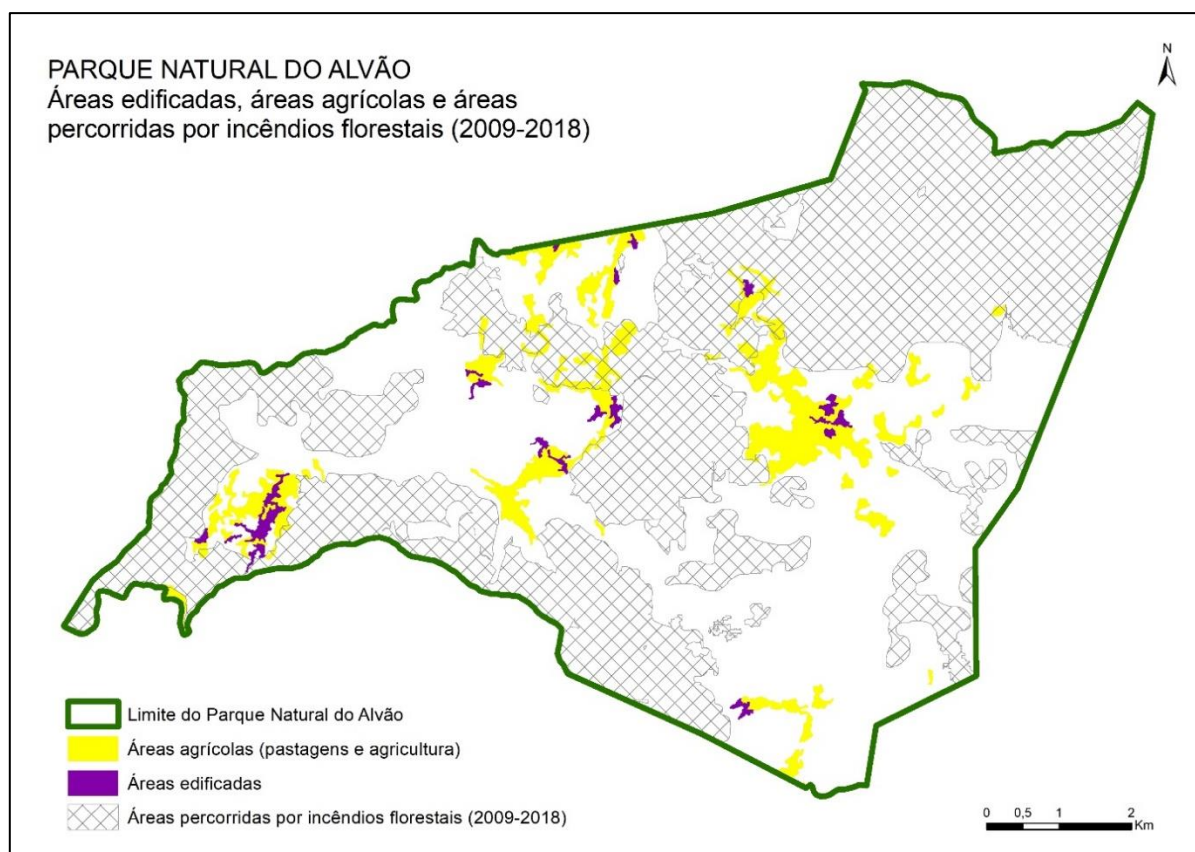 PARQUE NATURAL DO ALVÃO
Áreas edificadas, áreas agrícolas e áreas
percorridas por incêndios florestais (2009-2018)
N
Limite do Parque Natural do Alvão
Áreas agrícolas (pastagens e agricultura)
Áreas edificadas
Áreas percorridas por incêndios florestais (2009-2018)
0 0,5 1 2
Km